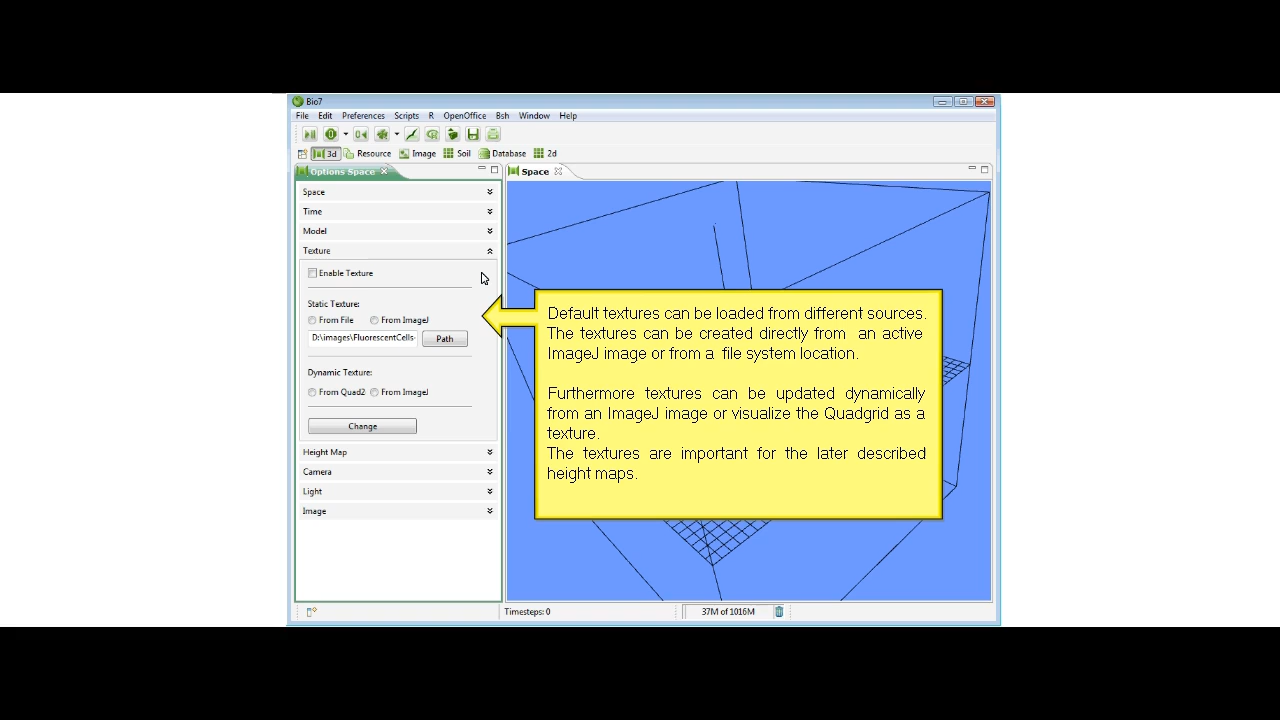 Bio7
File Edit Preferences Scripts R OpenOffice Bsh Window Help
3d Resource Image Soil Database 2d
Options Space
Space
Space
Time
Model
Texture
Enable Texture
Static Texture:
From File From ImageJ
D:\images\FluorescentCells- Path
Dynamic Texture:
From Quad2 From ImageJ
Change
Height Map
Camera
Light
Image
Default textures can be loaded from different sources.
The textures can be created directly from an active
ImageJ image or from a file system location.
Furthermore textures can be updated dynamically
from an ImageJ image or visualize the Quadgrid as a
texture.
The textures are important for the later described
height maps.
Timesteps: 0
37M of 1016M